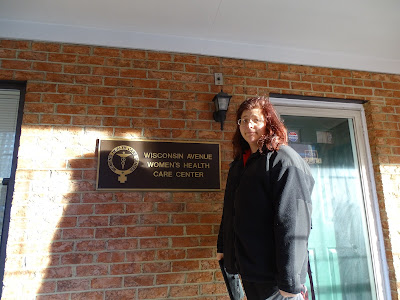 WISCONSIN AVENUE
WOMEN'S HEALTH
CARE CENTER